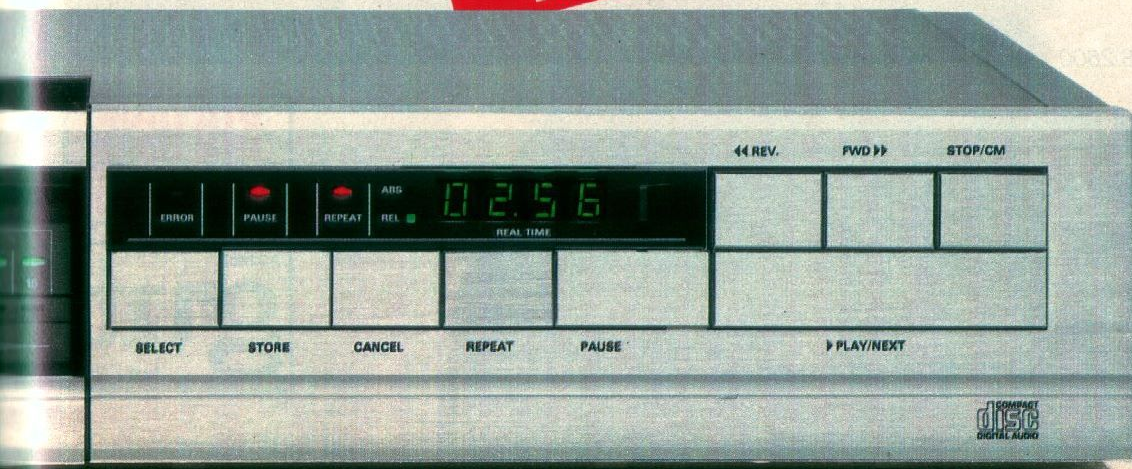 ◀◀ REV. FWD ▶▶ STOP/CM
ERROR PAUSE REPEAT ABS
REL
02.56
REAL TIME
10
SELECT STORE CANCEL REPEAT PAUSE ▶ PLAY/NEXT
COMPACT
disc
DIGITAL AUDIO